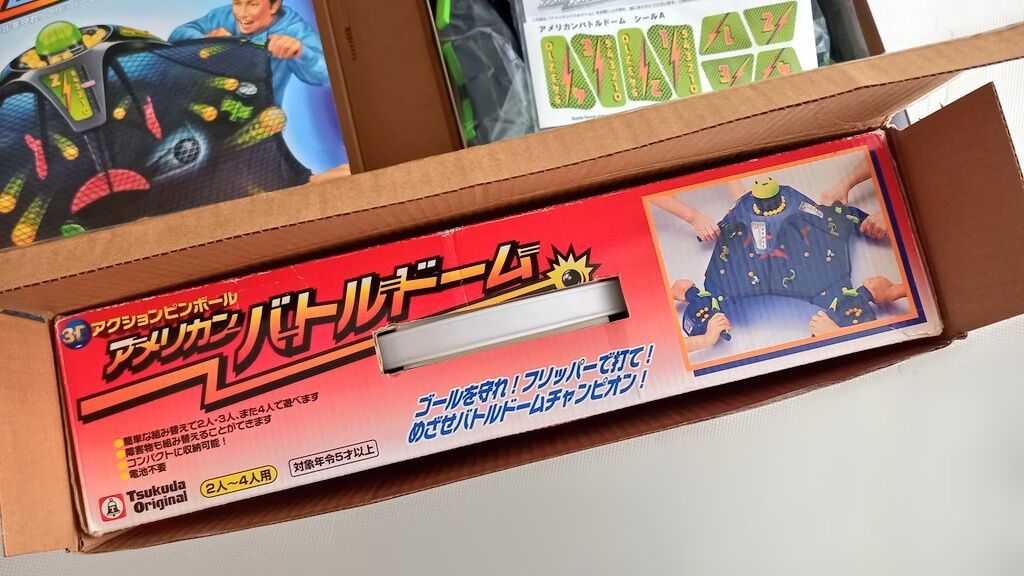 アメリカンバトルドーム シールA
3D アクションピンボール
アメリカン バトルドーム
ゴールを守れ!フリッパーで打て!
めざせバトルドームチャンピオン!
簡単な組み替えで2人・3人、また4人で遊べます
障害物も組み替えることができます
コンパクトに収納可能!
電池不要
Tsukuda
Original
2人〜4人用
対象年令5才以上